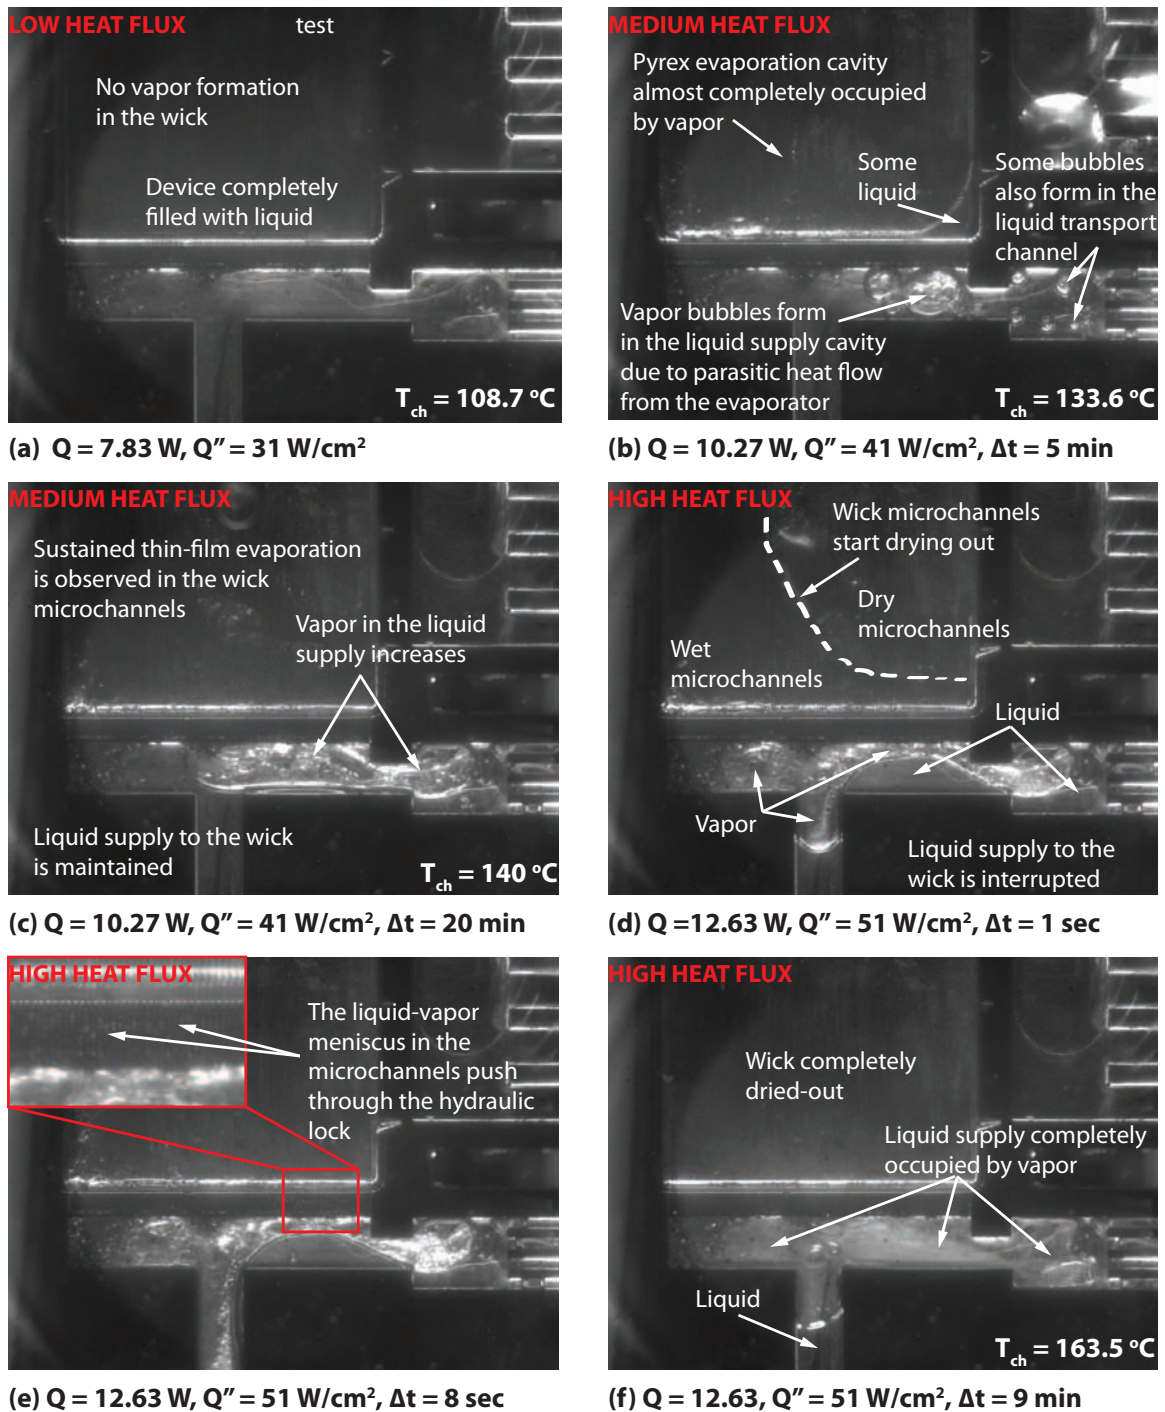 LOW HEAT FLUX
test
No vapor formation
in the wick
Device completely
filled with liquid
T_ch = 108.7 ºC
(a) Q = 7.83 W, Q” = 31 W/cm²
MEDIUM HEAT FLUX
Pyrex evaporation cavity
almost completely occupied
by vapor
Some
liquid
Some bubbles
also form in the
liquid transport
channel
Vapor bubbles form
in the liquid supply cavity
due to parasitic heat flow
from the evaporator
T_ch = 133.6 ºC
(b) Q = 10.27 W, Q” = 41 W/cm², Δt = 5 min
MEDIUM HEAT FLUX
Sustained thin-film evaporation
is observed in the wick
microchannels
Vapor in the liquid
supply increases
Liquid supply to the wick
is maintained
T_ch = 140 ºC
(c) Q = 10.27 W, Q” = 41 W/cm², Δt = 20 min
HIGH HEAT FLUX
Wick microchannels
start drying out
Dry
microchannels
Wet
microchannels
Liquid
Vapor
Liquid supply to the
wick is interrupted
(d) Q =12.63 W, Q” = 51 W/cm², Δt = 1 sec
HIGH HEAT FLUX
The liquid-vapor
meniscus in the
microchannels push
through the hydraulic
lock
(e) Q = 12.63 W, Q” = 51 W/cm², Δt = 8 sec
HIGH HEAT FLUX
Wick completely
dried-out
Liquid supply completely
occupied by vapor
Liquid
T_ch = 163.5 ºC
(f) Q = 12.63, Q” = 51 W/cm², Δt = 9 min